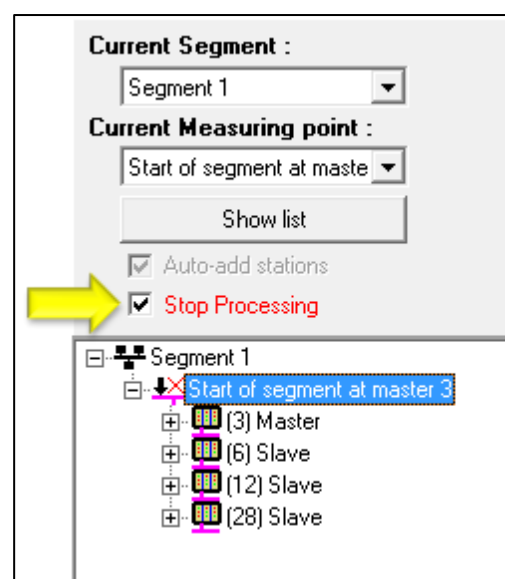 Current Segment :
Segment 1
Current Measuring point :
Start of segment at maste
Show list
Auto-add stations
Stop Processing
Segment 1
Start of segment at master 3
(3) Master
(6) Slave
(12) Slave
(28) Slave